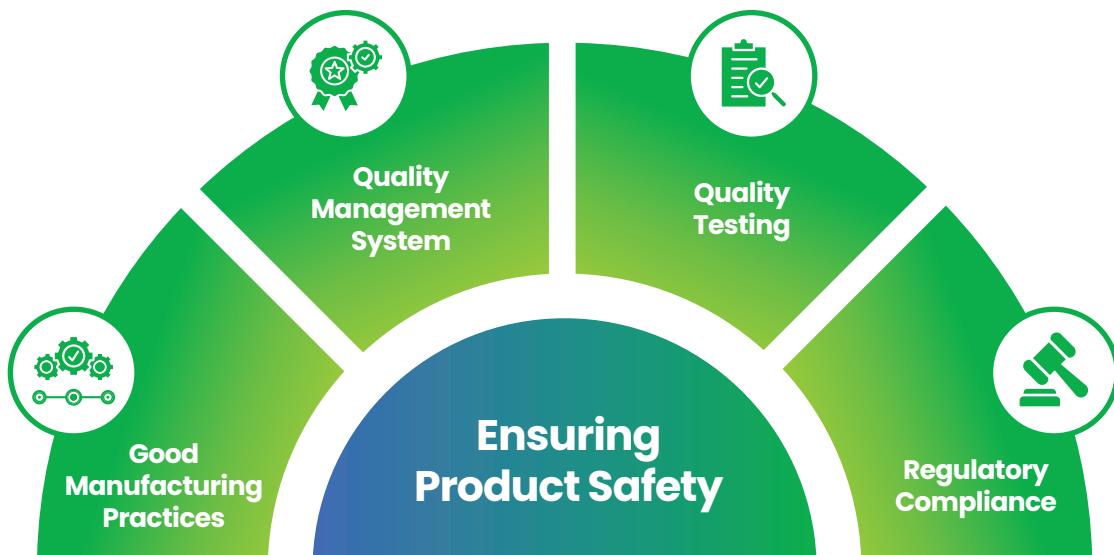 Quality
Management
System
Quality
Testing
Good
Manufacturing
Practices
Ensuring
Product Safety
Regulatory
Compliance